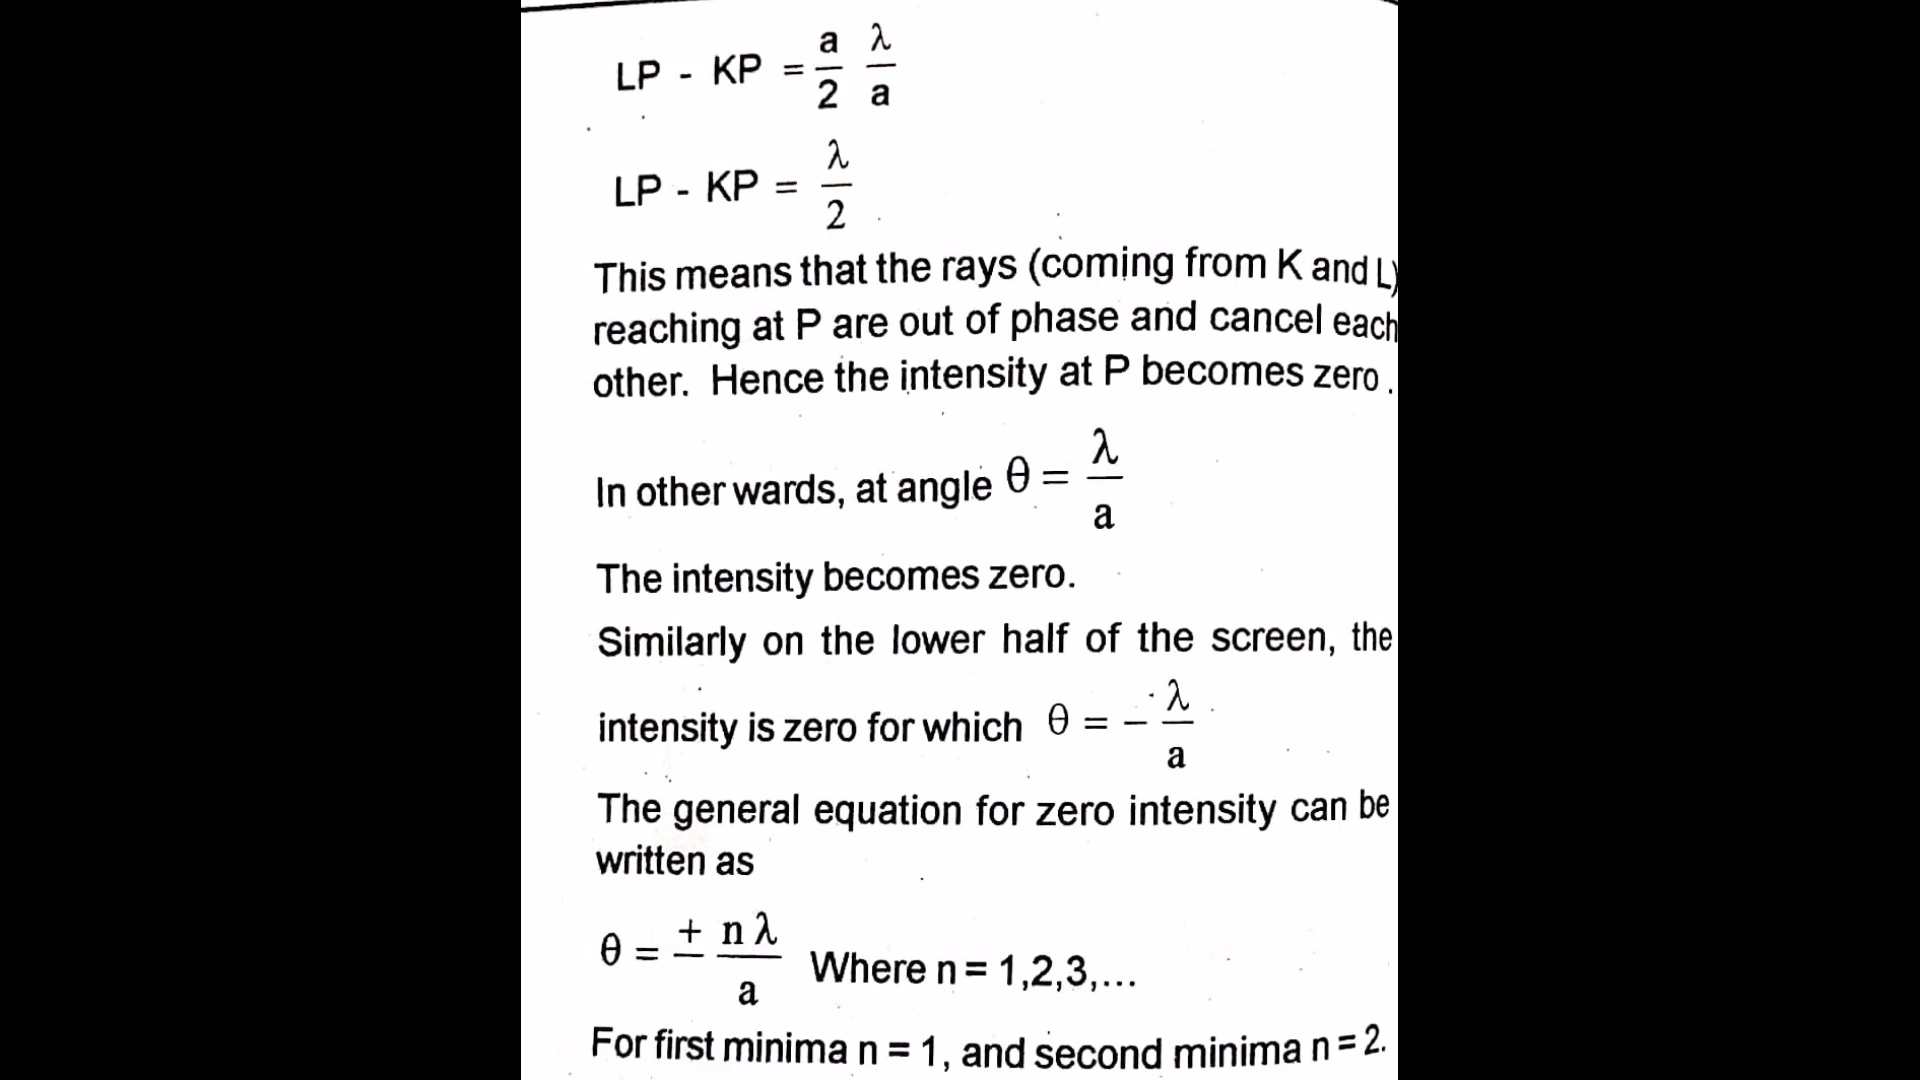 LP - KP = a/2 λ/a
LP - KP = λ/2
This means that the rays (coming from K and L)
reaching at P are out of phase and cancel each
other. Hence the intensity at P becomes zero.
In other wards, at angle θ = λ/a
The intensity becomes zero.
Similarly on the lower half of the screen, the
intensity is zero for which θ = - λ/a
The general equation for zero intensity can be
written as
θ = ± nλ/a Where n = 1,2,3,...
For first minima n = 1, and second minima n = 2.